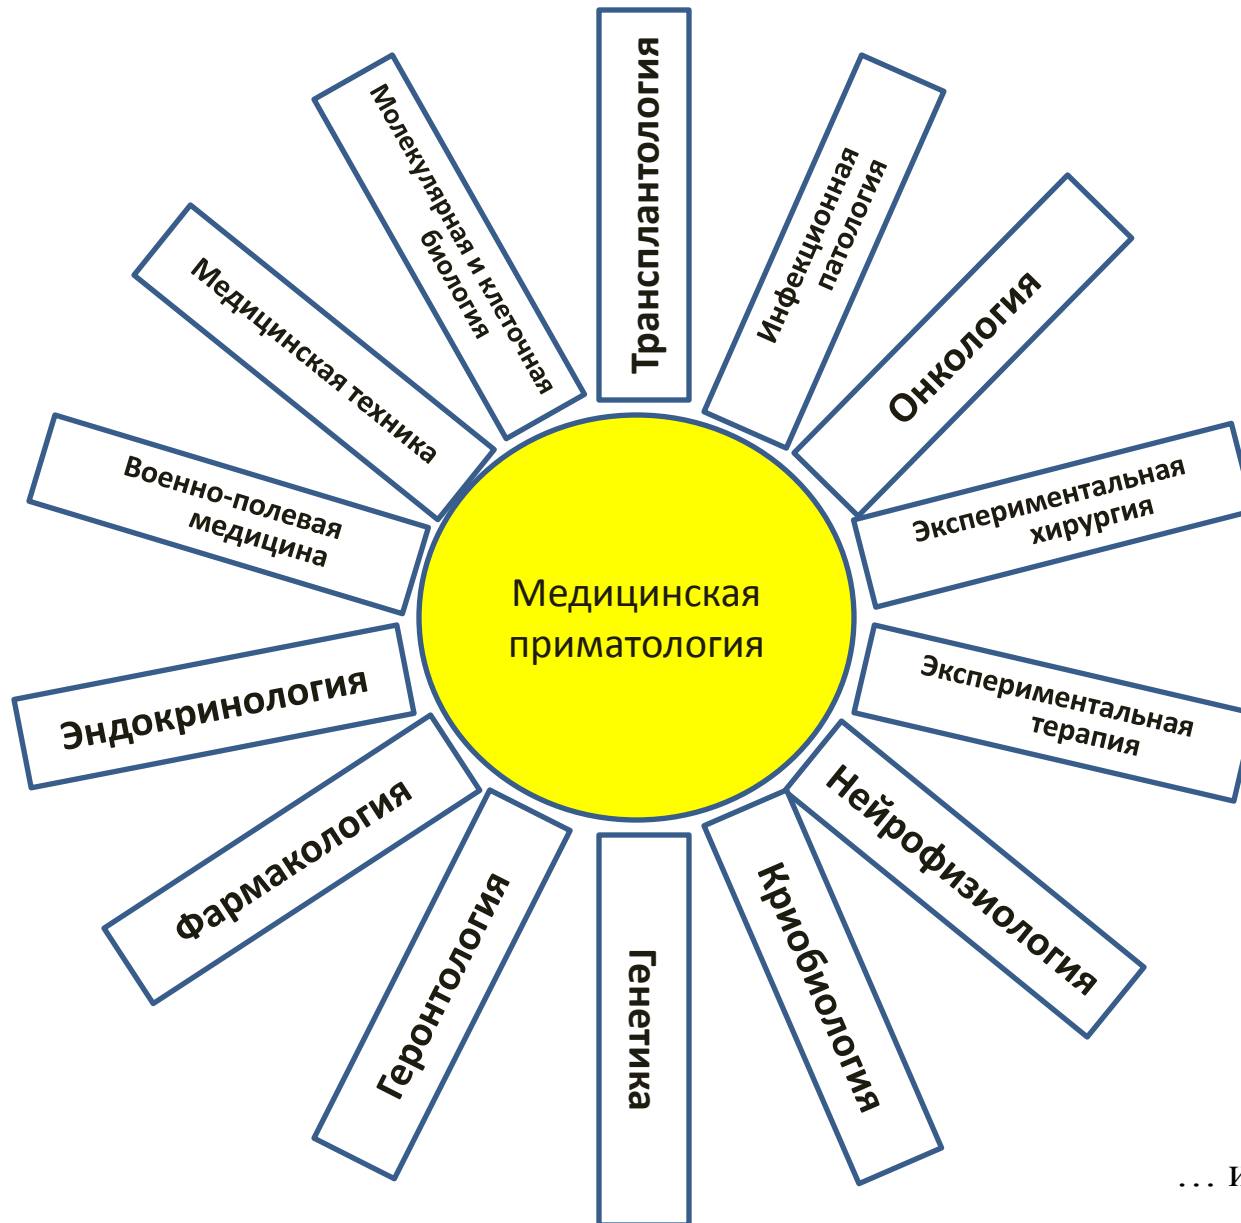 Трансплантология
Инфекционная
патология
Онкология
Экспериментальная
хирургия
Экспериментальная
терапия
Нейрофизиология
Криобиология
Генетика
Геронтология
Фармакология
Эндокринология
Военно-полевая
медицина
Медицинская техника
Молекулярная и клеточная
биология
Медицинская
приматология
… и